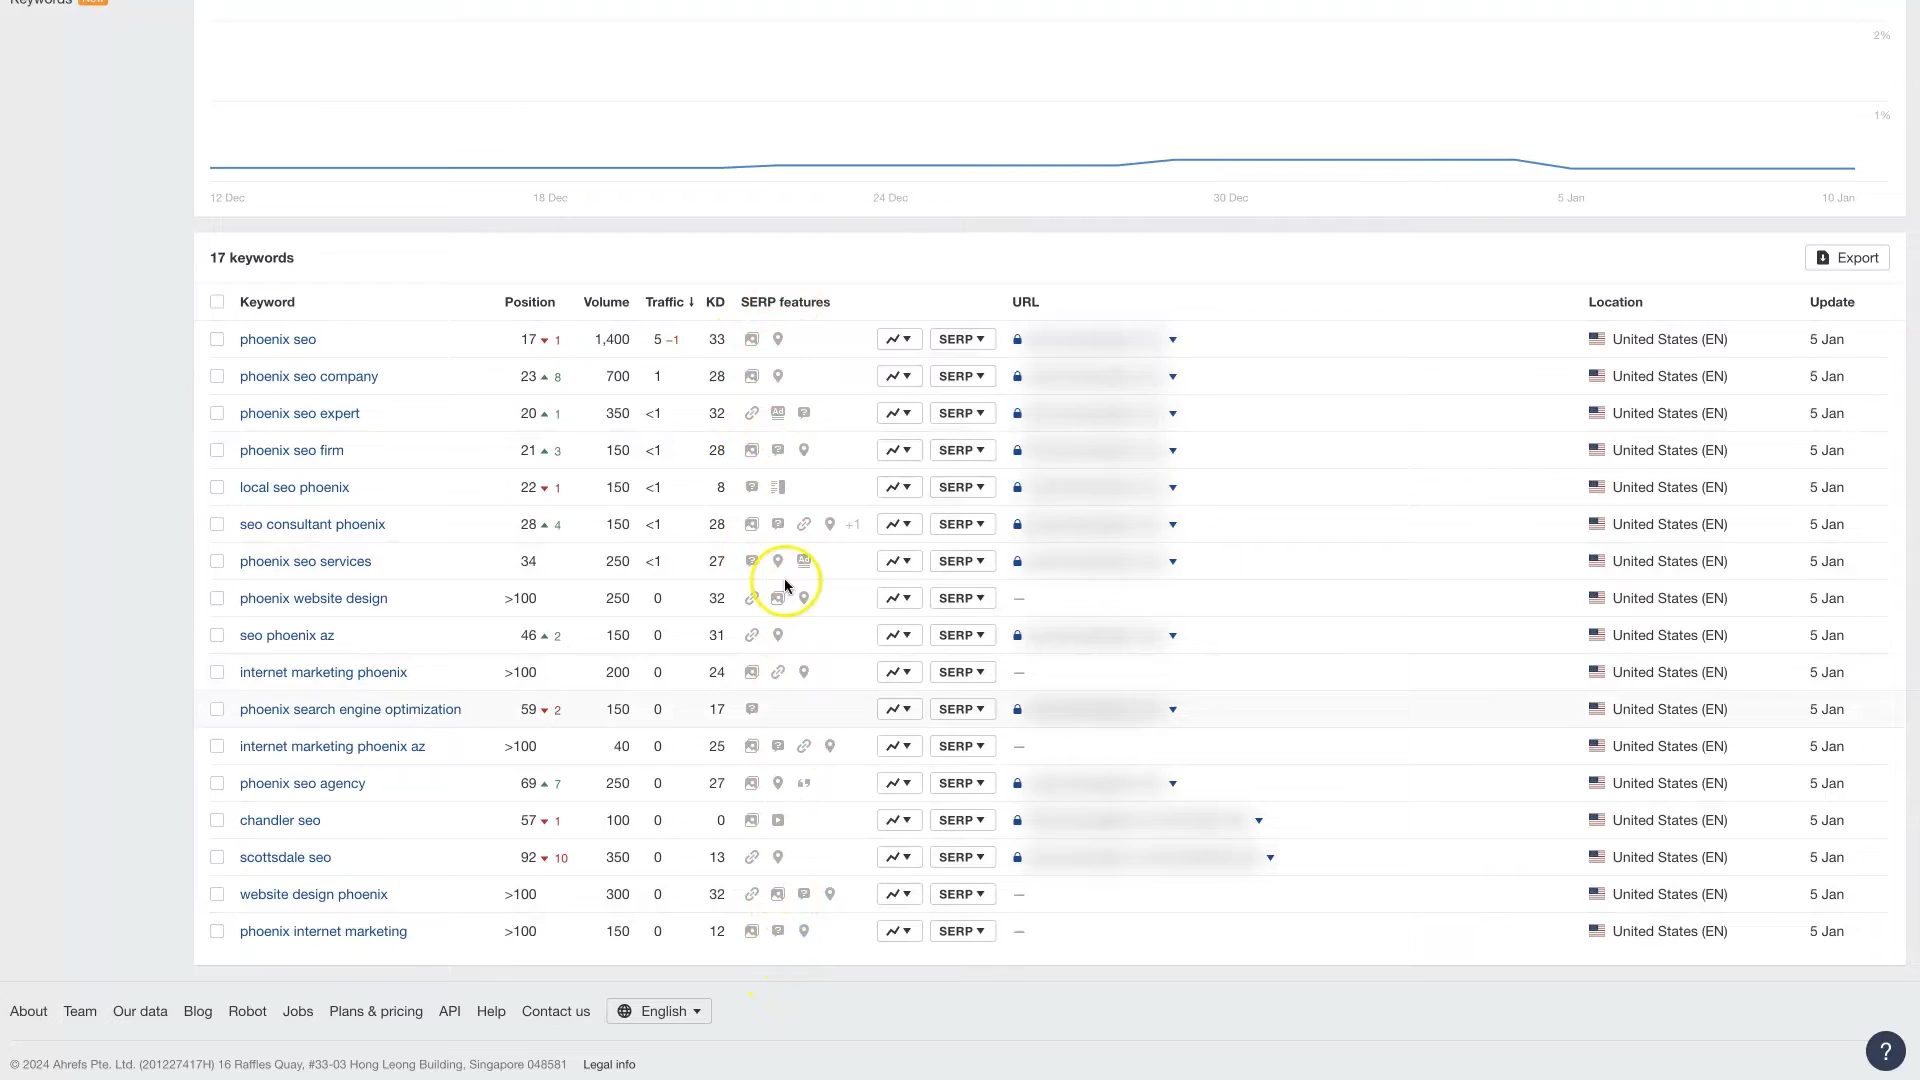 Keywords New
2%
1%
12 Dec 18 Dec 24 Dec 30 Dec 5 Jan 10 Jan
17 keywords Export
Keyword Position Volume Traffic ↓ KD SERP features URL Location Update
phoenix seo 17 ▼ 1 1,400 5 –1 33 SERP ▼ United States (EN) 5 Jan
phoenix seo company 23 ▲ 8 700 1 28 SERP ▼ United States (EN) 5 Jan
phoenix seo expert 20 ▲ 1 350 <1 32 Ad SERP ▼ United States (EN) 5 Jan
phoenix seo firm 21 ▲ 3 150 <1 28 SERP ▼ United States (EN) 5 Jan
local seo phoenix 22 ▼ 1 150 <1 8 SERP ▼ United States (EN) 5 Jan
seo consultant phoenix 28 ▲ 4 150 <1 28 +1 SERP ▼ United States (EN) 5 Jan
phoenix seo services 34 250 <1 27 Ad SERP ▼ United States (EN) 5 Jan
phoenix website design >100 250 0 32 SERP ▼ — United States (EN) 5 Jan
seo phoenix az 46 ▲ 2 150 0 31 SERP ▼ United States (EN) 5 Jan
internet marketing phoenix >100 200 0 24 SERP ▼ — United States (EN) 5 Jan
phoenix search engine optimization 59 ▼ 2 150 0 17 SERP ▼ United States (EN) 5 Jan
internet marketing phoenix az >100 40 0 25 SERP ▼ — United States (EN) 5 Jan
phoenix seo agency 69 ▲ 7 250 0 27 SERP ▼ United States (EN) 5 Jan
chandler seo 57 ▼ 1 100 0 0 SERP ▼ United States (EN) 5 Jan
scottsdale seo 92 ▼ 10 350 0 13 SERP ▼ United States (EN) 5 Jan
website design phoenix >100 300 0 32 SERP ▼ — United States (EN) 5 Jan
phoenix internet marketing >100 150 0 12 SERP ▼ — United States (EN) 5 Jan
About Team Our data Blog Robot Jobs Plans & pricing API Help Contact us English
© 2024 Ahrefs Pte. Ltd. (201227417H) 16 Raffles Quay, #33-03 Hong Leong Building, Singapore 048581 Legal info
?